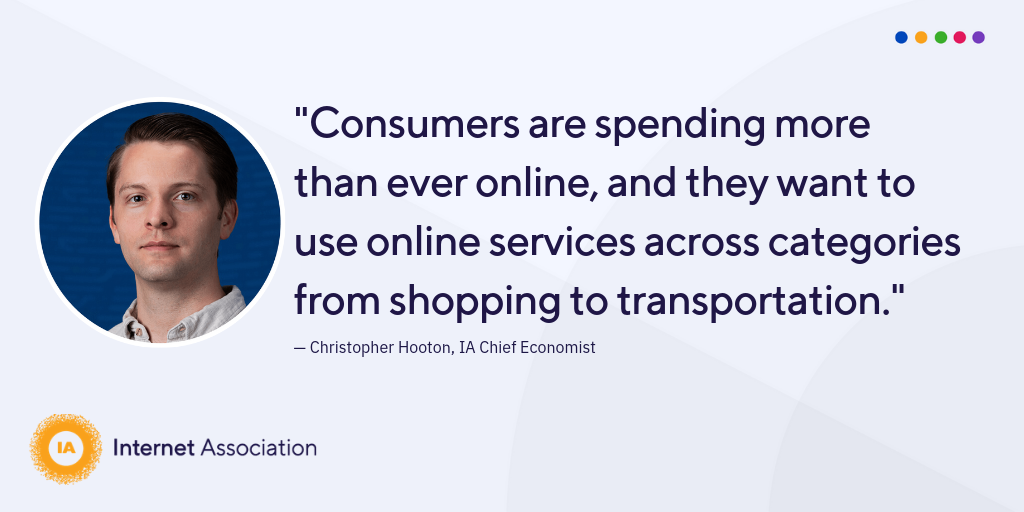 "Consumers are spending more
than ever online, and they want to
use online services across categories
from shopping to transportation."
— Christopher Hooton, IA Chief Economist
IA
Internet Association